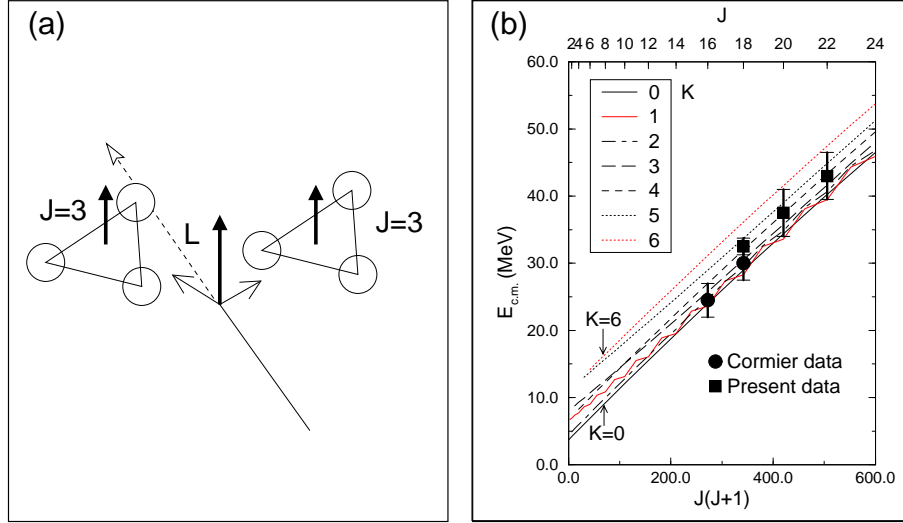 (a)
J=3
L
J=3
(b)
J
2 4 6 8 10 12 14 16 18 20 22 24
60.0
50.0
40.0
30.0
20.0
10.0
0.0
E c.m. (MeV)
0 K
1
2
3
4
5
6
K=6
K=0
Cormier data
Present data
0.0 200.0 400.0 600.0
J(J+1)